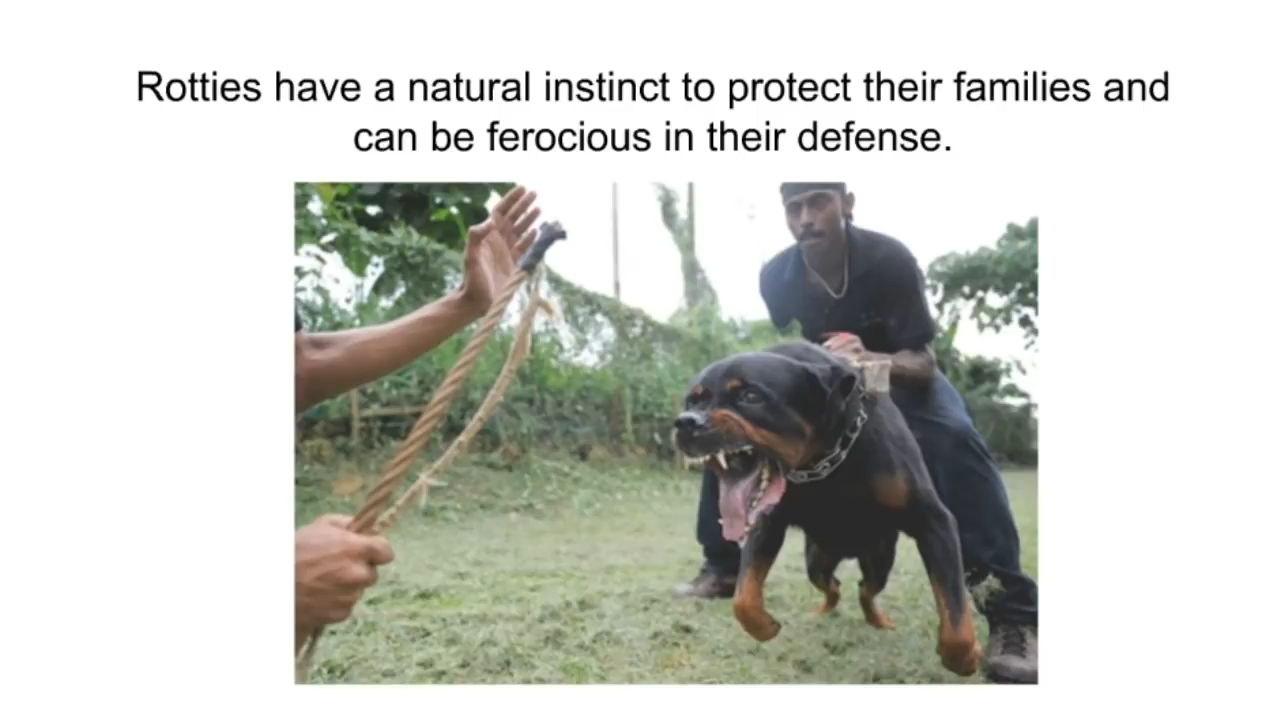 Rotties have a natural instinct to protect their families and
can be ferocious in their defense.